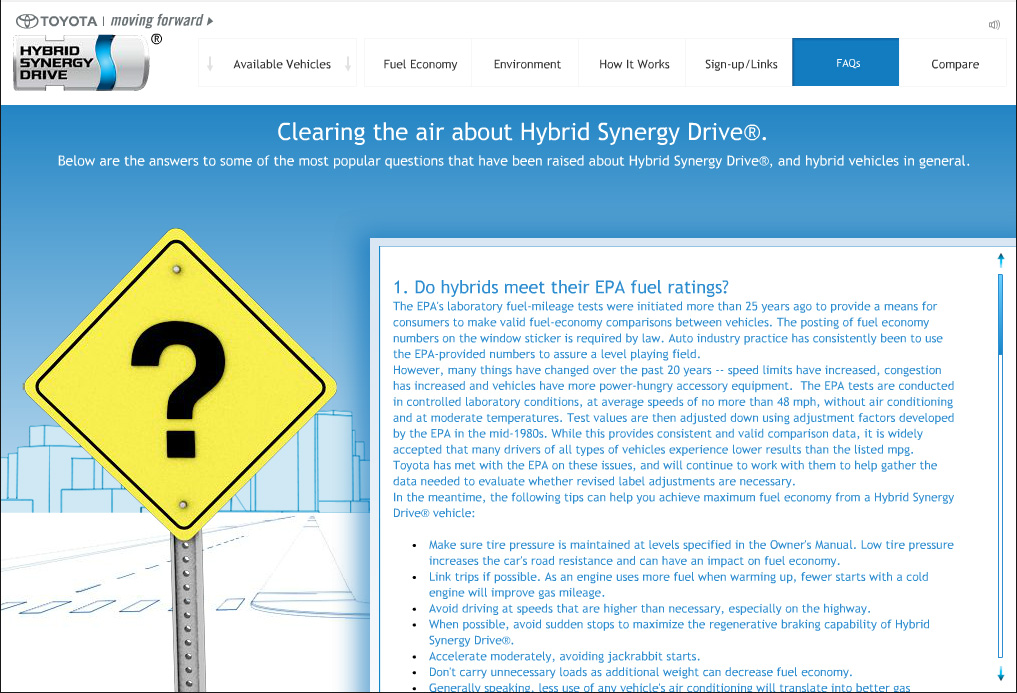 TOYOTA | moving forward
HYBRID
SYNERGY
DRIVE
®
Available Vehicles
Fuel Economy
Environment
How It Works
Sign-up/Links
FAQs
Compare
Clearing the air about Hybrid Synergy Drive®.
Below are the answers to some of the most popular questions that have been raised about Hybrid Synergy Drive®, and hybrid vehicles in general.
?
1. Do hybrids meet their EPA fuel ratings?
The EPA's laboratory fuel-mileage tests were initiated more than 25 years ago to provide a means for
consumers to make valid fuel-economy comparisons between vehicles. The posting of fuel economy
numbers on the window sticker is required by law. Auto industry practice has consistently been to use
the EPA-provided numbers to assure a level playing field.
However, many things have changed over the past 20 years -- speed limits have increased, congestion
has increased and vehicles have more power-hungry accessory equipment. The EPA tests are conducted
in controlled laboratory conditions, at average speeds of no more than 48 mph, without air conditioning
and at moderate temperatures. Test values are then adjusted down using adjustment factors developed
by the EPA in the mid-1980s. While this provides consistent and valid comparison data, it is widely
accepted that many drivers of all types of vehicles experience lower results than the listed mpg.
Toyota has met with the EPA on these issues, and will continue to work with them to help gather the
data needed to evaluate whether revised label adjustments are necessary.
In the meantime, the following tips can help you achieve maximum fuel economy from a Hybrid Synergy
Drive® vehicle:
• Make sure tire pressure is maintained at levels specified in the Owner's Manual. Low tire pressure
increases the car's road resistance and can have an impact on fuel economy.
• Link trips if possible. As an engine uses more fuel when warming up, fewer starts with a cold
engine will improve gas mileage.
• Avoid driving at speeds that are higher than necessary, especially on the highway.
• When possible, avoid sudden stops to maximize the regenerative braking capability of Hybrid
Synergy Drive®.
• Accelerate moderately, avoiding jackrabbit starts.
• Don't carry unnecessary loads as additional weight can decrease fuel economy.
• Generally speaking, less use of any vehicle's air conditioning will translate into better gas